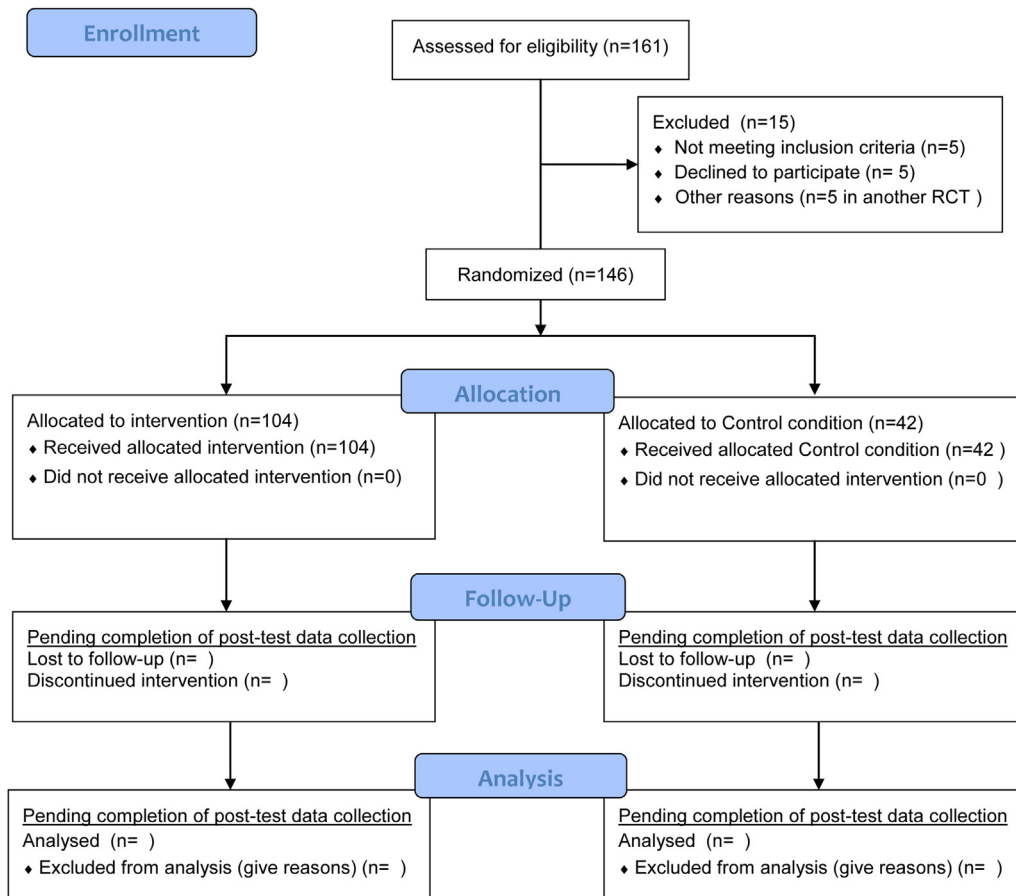 Enrollment
Assessed for eligibility (n=161)
Excluded (n=15)
♦ Not meeting inclusion criteria (n=5)
♦ Declined to participate (n= 5)
♦ Other reasons (n=5 in another RCT )
Randomized (n=146)
Allocation
Allocated to intervention (n=104)
♦ Received allocated intervention (n=104)
♦ Did not receive allocated intervention (n=0)
Allocated to Control condition (n=42)
♦ Received allocated Control condition (n=42 )
♦ Did not receive allocated intervention (n=0 )
Follow-Up
Pending completion of post-test data collection
Lost to follow-up (n= )
Discontinued intervention (n= )
Pending completion of post-test data collection
Lost to follow-up (n= )
Discontinued intervention (n= )
Analysis
Pending completion of post-test data collection
Analysed (n= )
♦ Excluded from analysis (give reasons) (n= )
Pending completion of post-test data collection
Analysed (n= )
♦ Excluded from analysis (give reasons) (n= )